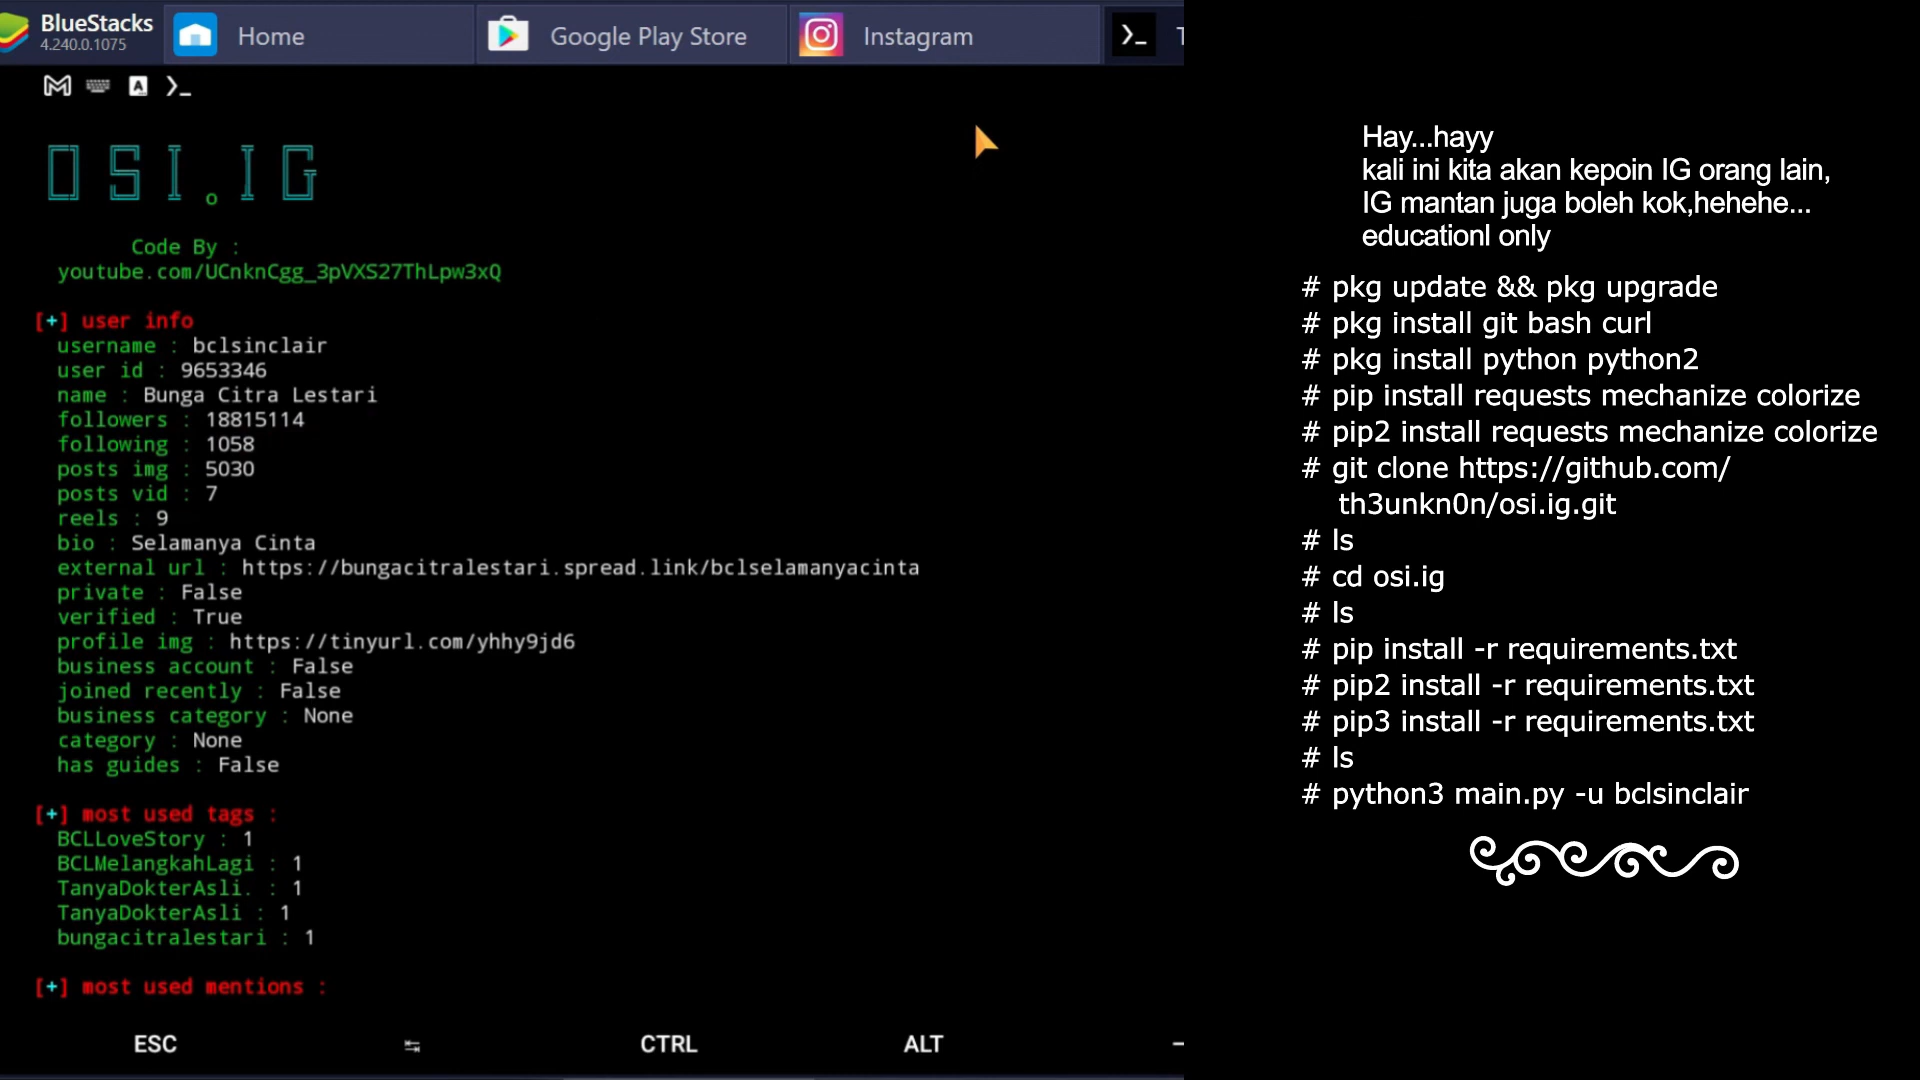 BlueStacks
4.240.0.1075
Home
Google Play Store
Instagram
OSI.IG
Code By :
youtube.com/UCnknCgg_3pVXS27ThLpw3xQ
[+] user info
username : bclsinclair
user id : 9653346
name : Bunga Citra Lestari
followers : 18815114
following : 1058
posts img : 5030
posts vid : 7
reels : 9
bio : Selamanya Cinta
external url : https://bungacitralestari.spread.link/bclselamanyacinta
private : False
verified : True
profile img : https://tinyurl.com/yhhy9jd6
business account : False
joined recently : False
business category : None
category : None
has guides : False
[+] most used tags :
BCLLoveStory : 1
BCLMelangkahLagi : 1
TanyaDokterAsli. : 1
TanyaDokterAsli : 1
bungacitralestari : 1
[+] most used mentions :
ESC
CTRL
ALT
Hay...hayy
kali ini kita akan kepoin IG orang lain,
IG mantan juga boleh kok,hehehe...
educationl only
# pkg update && pkg upgrade
# pkg install git bash curl
# pkg install python python2
# pip install requests mechanize colorize
# pip2 install requests mechanize colorize
# git clone https://github.com/
th3unkn0n/osi.ig.git
# ls
# cd osi.ig
# ls
# pip install -r requirements.txt
# pip2 install -r requirements.txt
# pip3 install -r requirements.txt
# ls
# python3 main.py -u bclsinclair